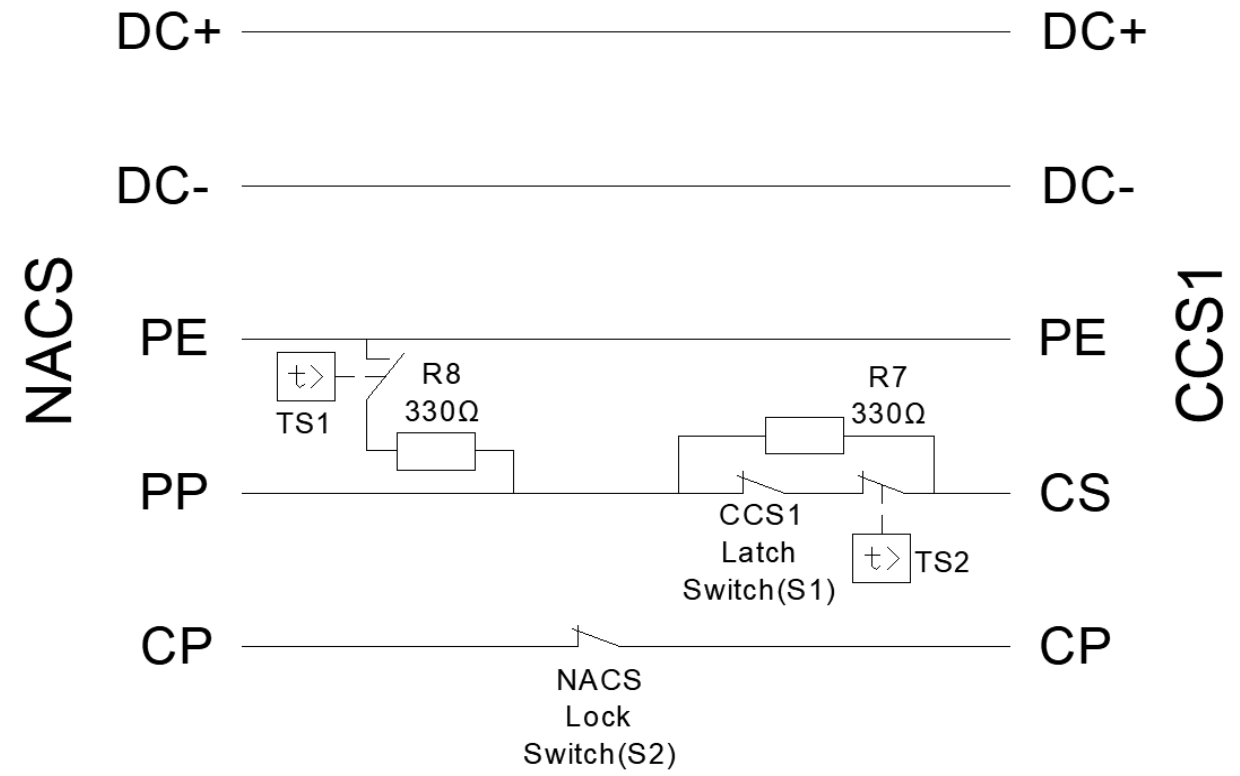 DC+
DC+
DC-
DC-
NACS
CCS1
PE
PE
t>
TS1
R8
330Ω
R7
330Ω
PP
CS
CCS1
Latch
Switch(S1)
t>
TS2
CP
CP
NACS
Lock
Switch(S2)